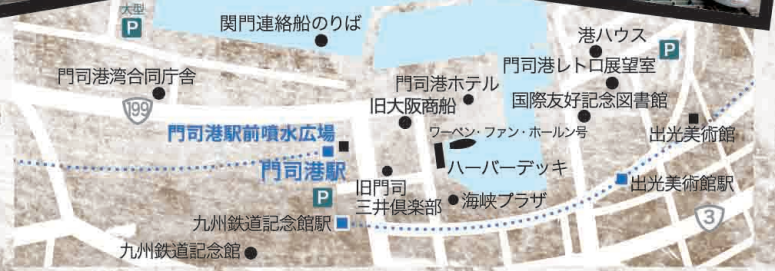 大型
P
関門連絡船のりば
港ハウス
P
門司港レトロ展望室
門司港湾合同庁舎
199
門司港ホテル
旧大阪商船
国際友好記念図書館
門司港駅前噴水広場
ワーベン・ファン・ホールン号
出光美術館
門司港駅
ハーバーデッキ
P
旧門司
三井倶楽部
海峡プラザ
出光美術館駅
九州鉄道記念館駅
3
九州鉄道記念館